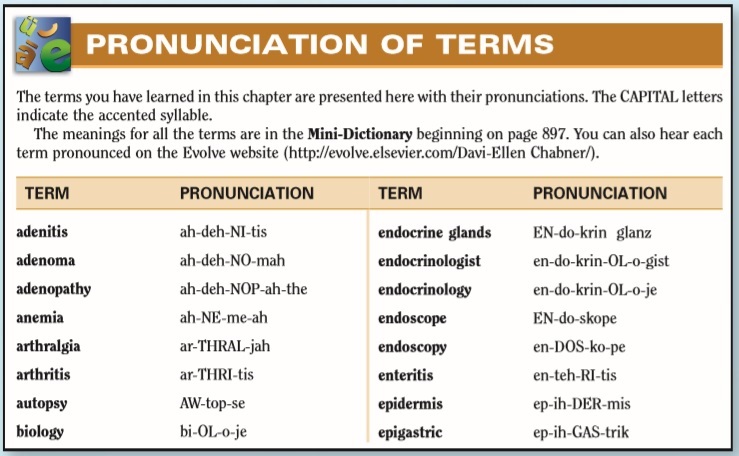 PRONUNCIATION OF TERMS
The terms you have learned in this chapter are presented here with their pronunciations. The CAPITAL letters
indicate the accented syllable.
The meanings for all the terms are in the Mini-Dictionary beginning on page 897. You can also hear each
term pronounced on the Evolve website (http://evolve.elsevier.com/Davi-Ellen Chabner/).
TERM PRONUNCIATION TERM PRONUNCIATION
adenitis ah-deh-NI-tis endocrine glands EN-do-krin glanz
adenoma ah-deh-NO-mah endocrinologist en-do-krin-OL-o-gist
adenopathy ah-deh-NOP-ah-the endocrinology en-do-krin-OL-o-je
anemia ah-NE-me-ah endoscope EN-do-skope
arthralgia ar-THRAL-jah endoscopy en-DOS-ko-pe
arthritis ar-THRI-tis enteritis en-teh-RI-tis
autopsy AW-top-se epidermis ep-ih-DER-mis
biology bi-OL-o-je epigastric ep-ih-GAS-trik